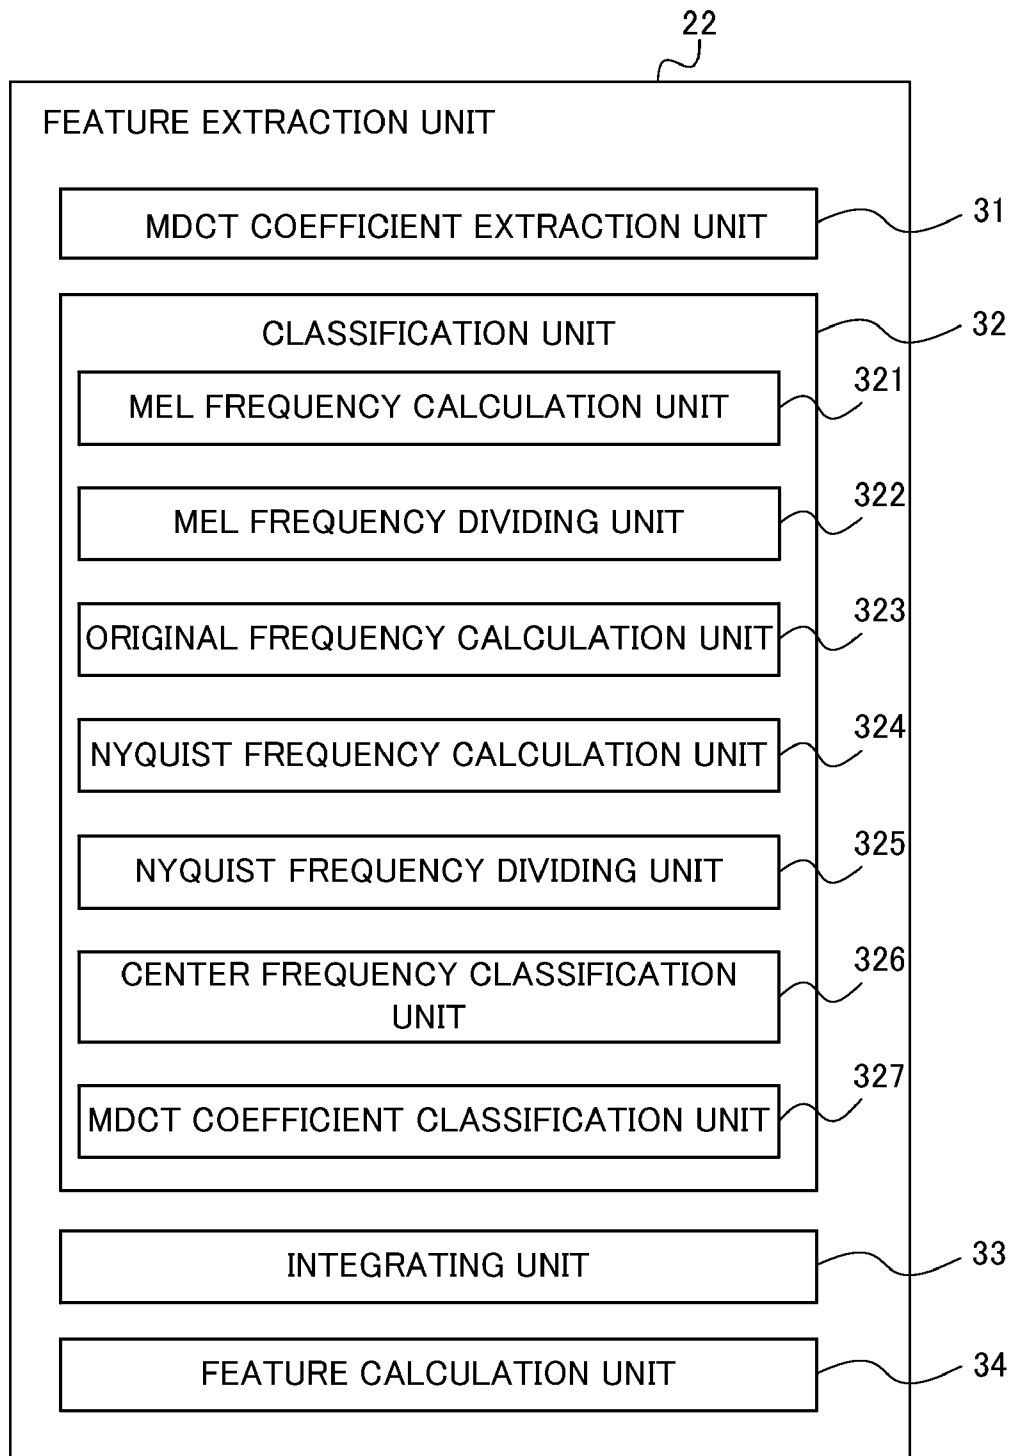 22
FEATURE EXTRACTION UNIT
MDCT COEFFICIENT EXTRACTION UNIT
31
CLASSIFICATION UNIT
32
MEL FREQUENCY CALCULATION UNIT
321
MEL FREQUENCY DIVIDING UNIT
322
ORIGINAL FREQUENCY CALCULATION UNIT
323
NYQUIST FREQUENCY CALCULATION UNIT
324
NYQUIST FREQUENCY DIVIDING UNIT
325
CENTER FREQUENCY CLASSIFICATION
UNIT
326
MDCT COEFFICIENT CLASSIFICATION UNIT
327
INTEGRATING UNIT
33
FEATURE CALCULATION UNIT
34